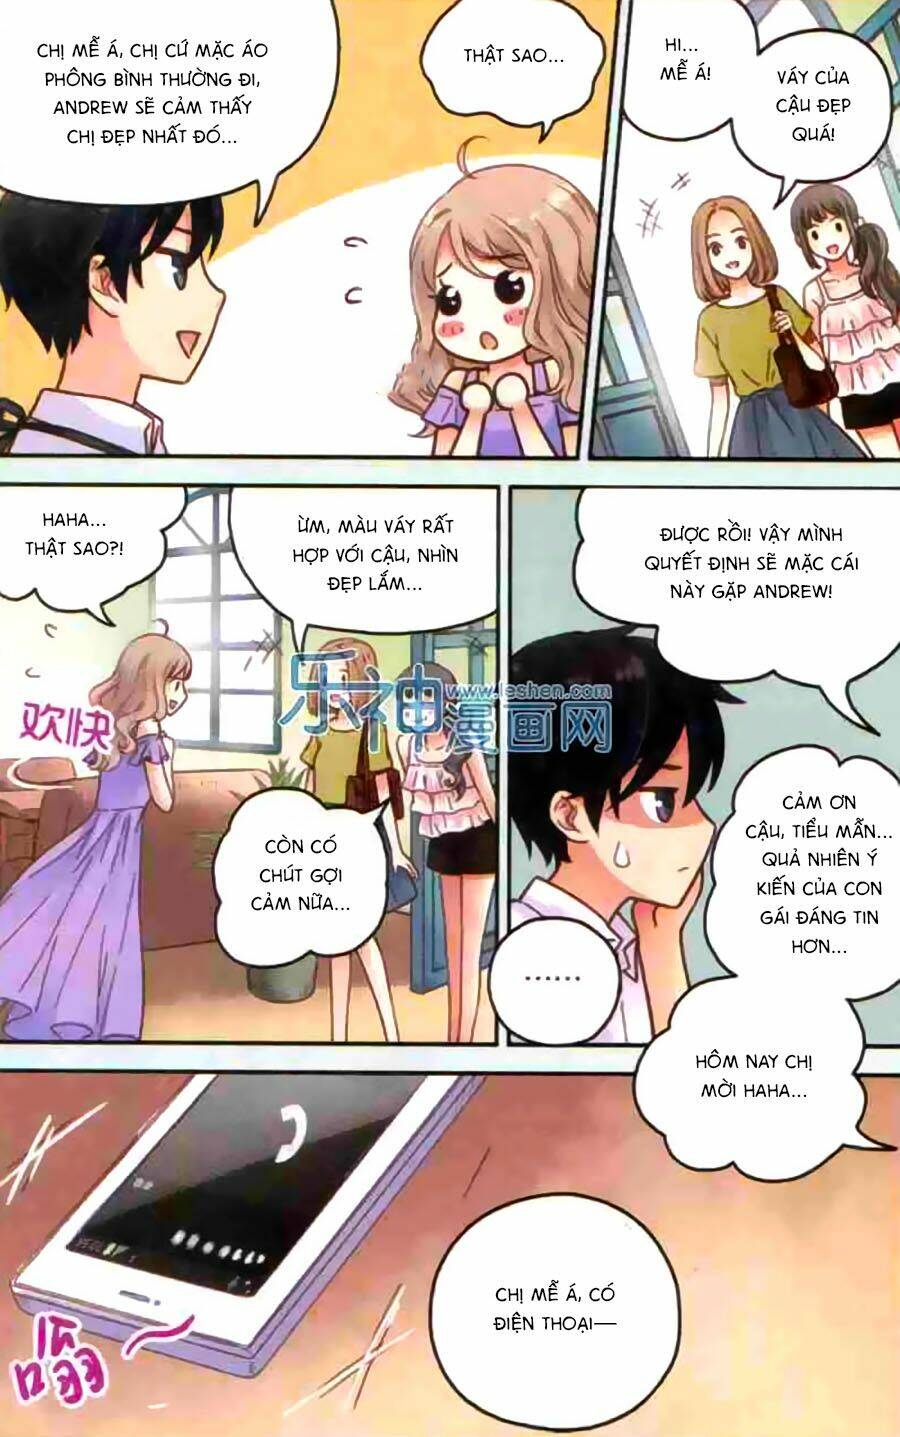 CHỊ MỄ Á, CHỊ CỨ MẶC ÁO
PHÔNG BÌNH THƯỜNG ĐI,
ANDREW SẼ CẢM THẤY
CHỊ ĐẸP NHẤT ĐÓ...
THẬT SAO...
HI...
MỄ Á!
VÁY CỦA
CẬU ĐẸP
QUÁ!
HAHA...
THẬT SAO?!
ỪM, MÀU VÁY RẤT
HỢP VỚI CẬU, NHÌN
ĐẸP LẮM...
欢快
CÒN CÓ
CHÚT GỢI
CẢM NỮA...
乐神漫画网
www.leshen.com
ĐƯỢC RỒI! VẬY MÌNH
QUYẾT ĐỊNH SẼ MẶC CÁI
NÀY GẶP ANDREW!
CẢM ƠN
CẬU, TIỂU MẪN...
QUẢ NHIÊN Ý
KIẾN CỦA CON
GÁI ĐÁNG TIN
HƠN...
......
HÔM NAY CHỊ
MỜI HAHA...
嗡
CHỊ MỄ Á, CÓ
ĐIỆN THOẠI—